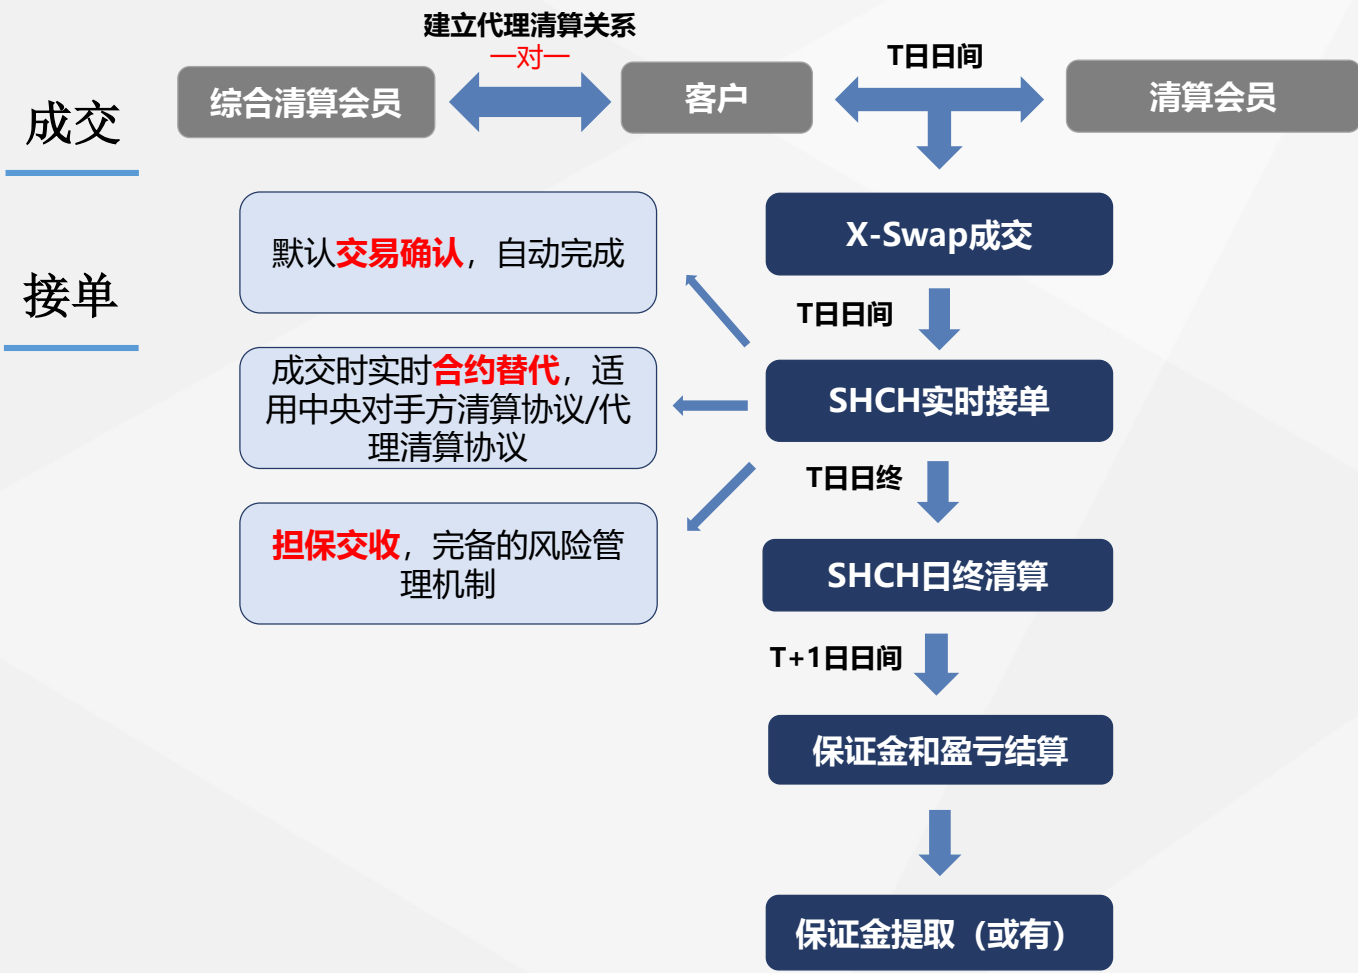 建立代理清算关系
一对一
T日日间
综合清算会员
客户
清算会员
成交
X-Swap成交
默认交易确认，自动完成
接单
T日日间
成交时实时合约替代，适
用中央对手方清算协议/代
理清算协议
SHCH实时接单
T日日终
担保交收，完备的风险管
理机制
SHCH日终清算
T+1日日间
保证金和盈亏结算
保证金提取（或有）